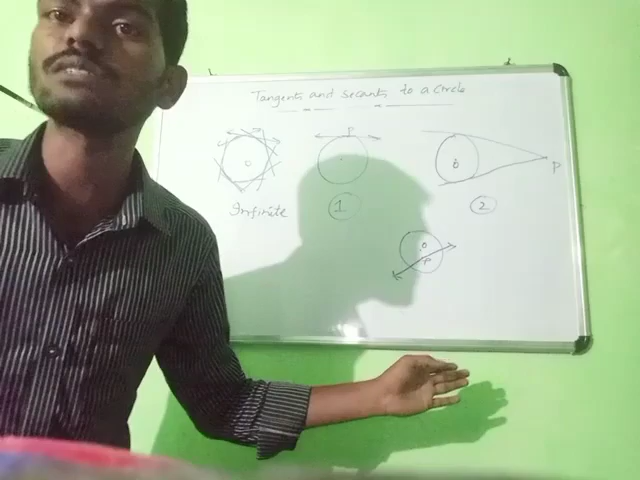 Tangents and secants to a circle
P
O
O
P
Infinite
1
2
O
P